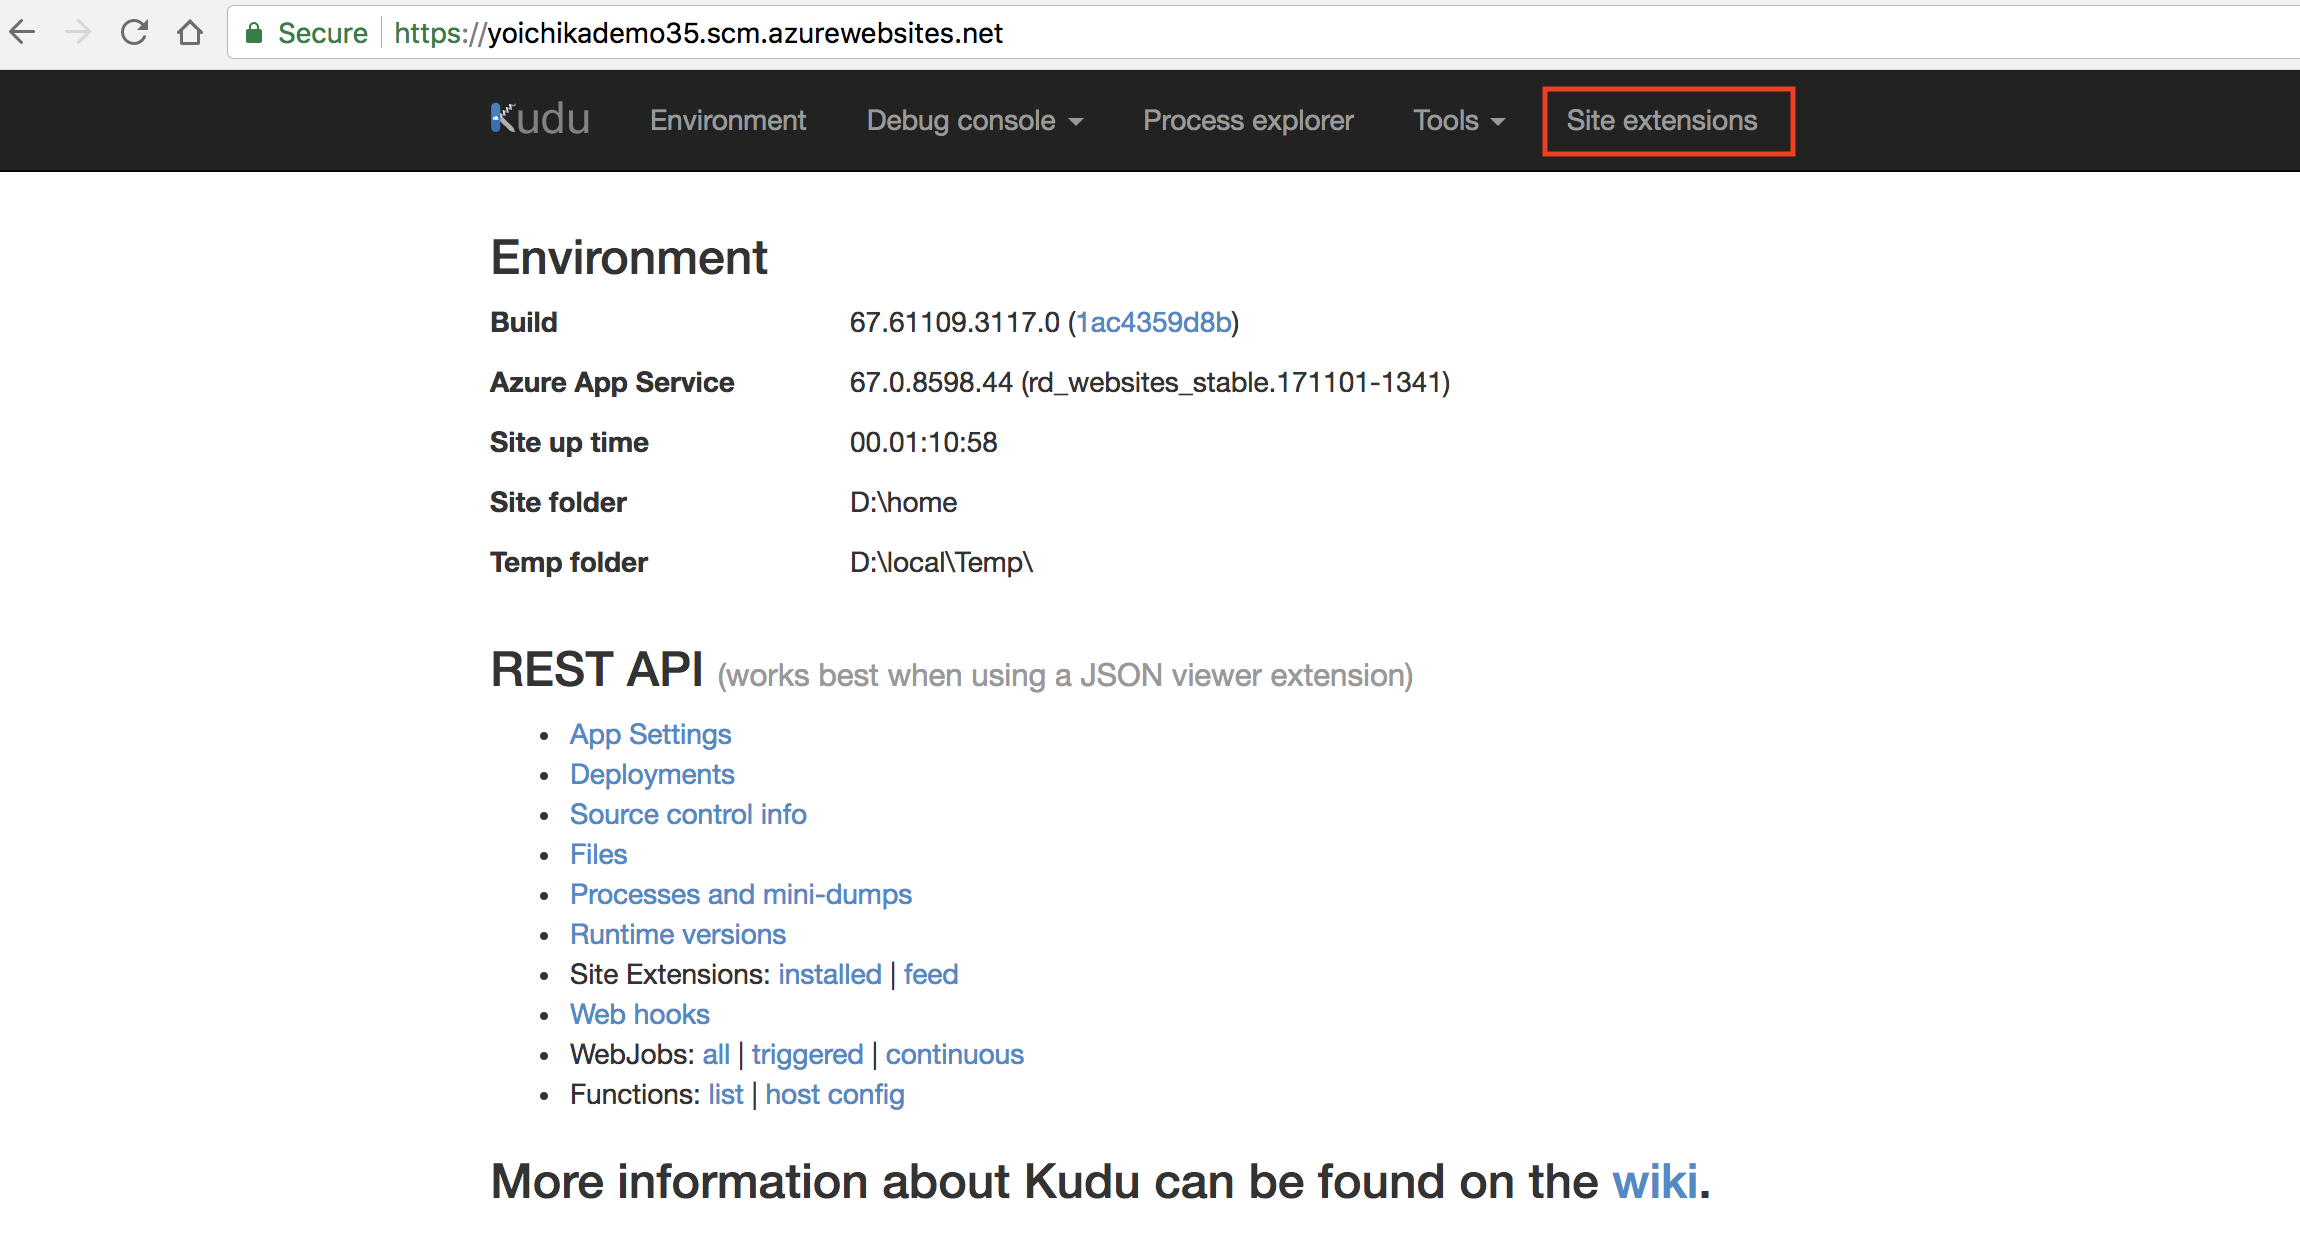 Secure https://yoichikademo35.scm.azurewebsites.net
Kudu Environment Debug console Process explorer Tools Site extensions
Environment
Build 67.61109.3117.0 (1ac4359d8b)
Azure App Service 67.0.8598.44 (rd_websites_stable.171101-1341)
Site up time 00.01:10:58
Site folder D:\home
Temp folder D:\local\Temp\
REST API (works best when using a JSON viewer extension)
• App Settings
• Deployments
• Source control info
• Files
• Processes and mini-dumps
• Runtime versions
• Site Extensions: installed | feed
• Web hooks
• WebJobs: all | triggered | continuous
• Functions: list | host config
More information about Kudu can be found on the wiki.